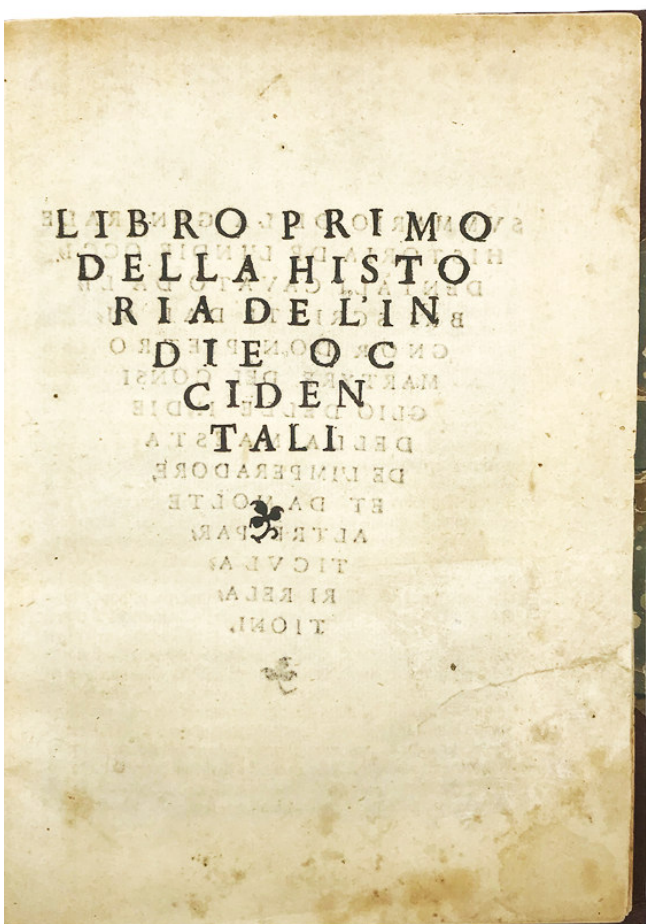 LIBRO PRIMO
DELLA HISTO
RIA DE L'IN
DIE OC
CIDEN
TALI